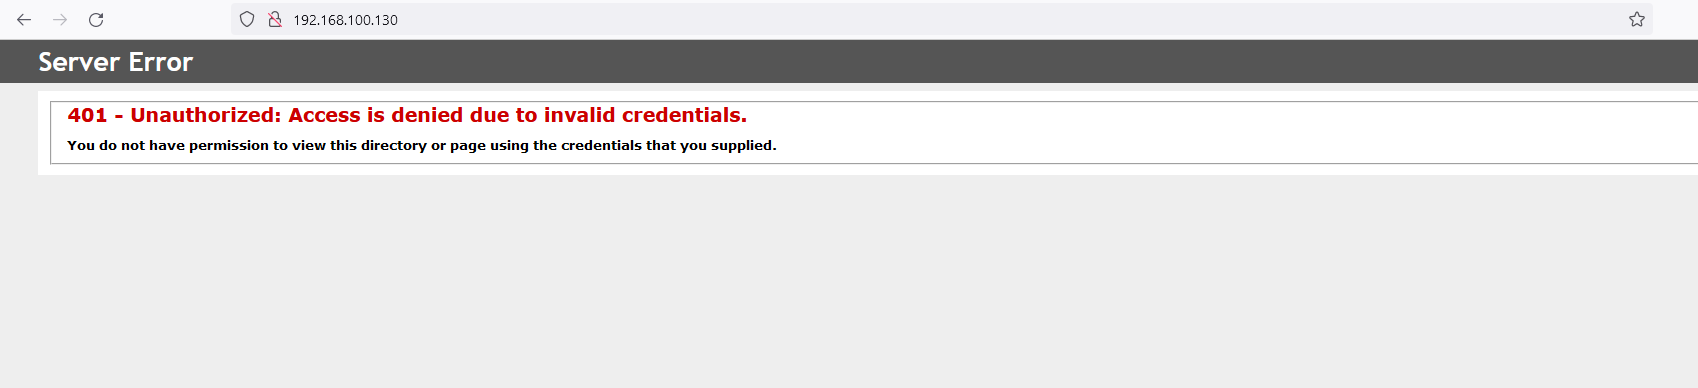 192.168.100.130
Server Error
401 - Unauthorized: Access is denied due to invalid credentials.
You do not have permission to view this directory or page using the credentials that you supplied.